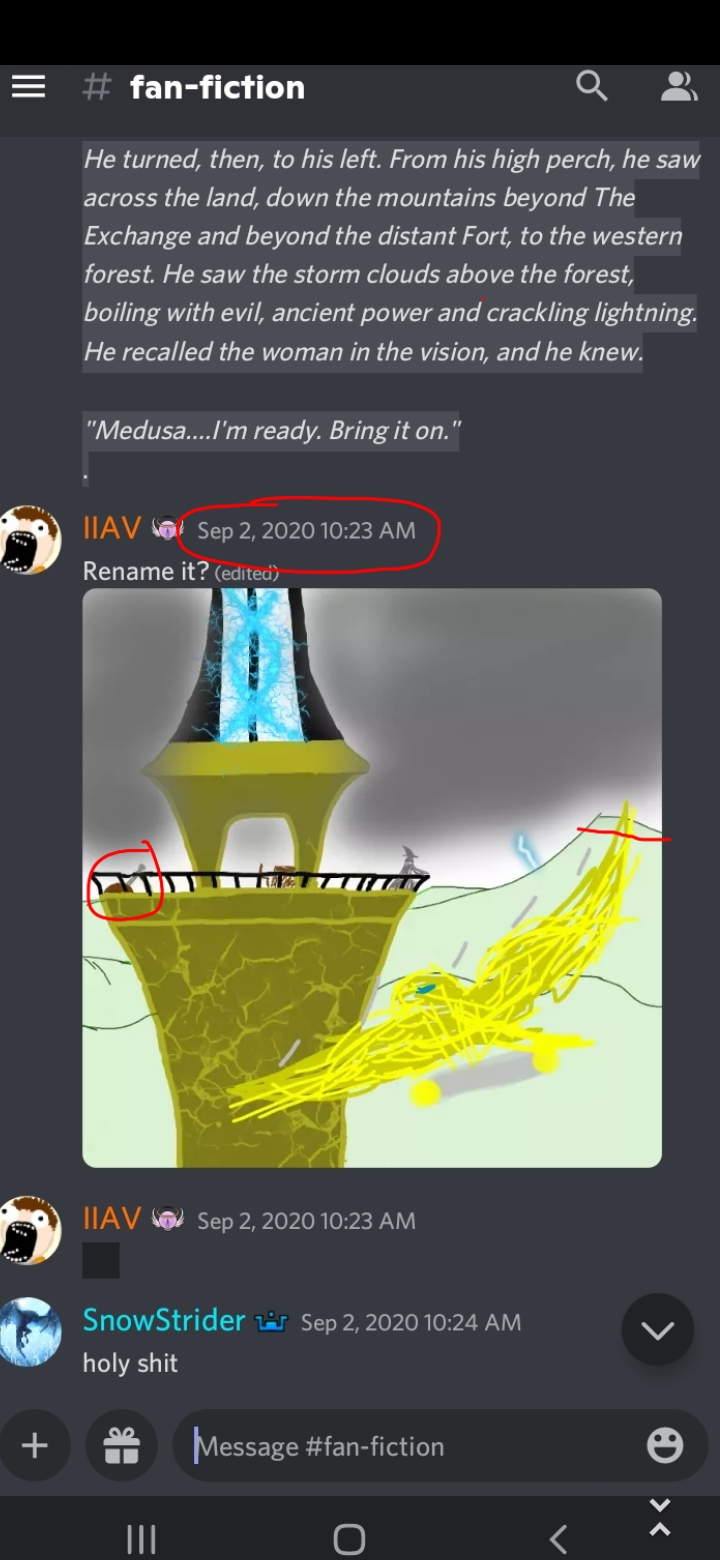 # fan-fiction
He turned, then, to his left. From his high perch, he saw
across the land, down the mountains beyond The
Exchange and beyond the distant Fort, to the western
forest. He saw the storm clouds above the forest,
boiling with evil, ancient power and crackling lightning.
He recalled the woman in the vision, and he knew.
"Medusa....I'm ready. Bring it on."
.
IIAV Sep 2, 2020 10:23 AM
Rename it? (edited)
IIAV Sep 2, 2020 10:23 AM
SnowStrider Sep 2, 2020 10:24 AM
holy shit
Message #fan-fiction